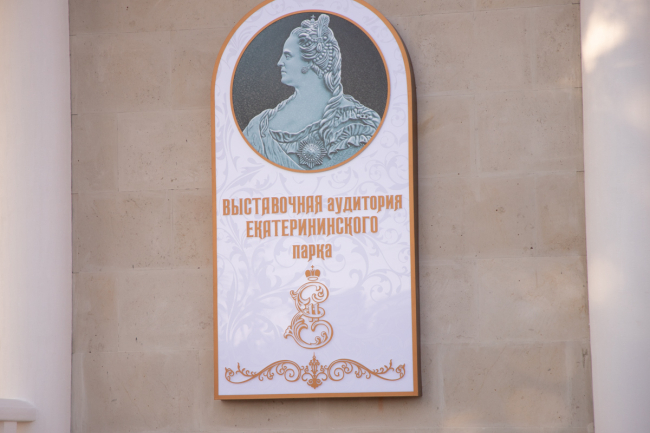 ВЫСТАВОЧНАЯ аудитория
ЕКАТЕРИНИНСКОГО
парка